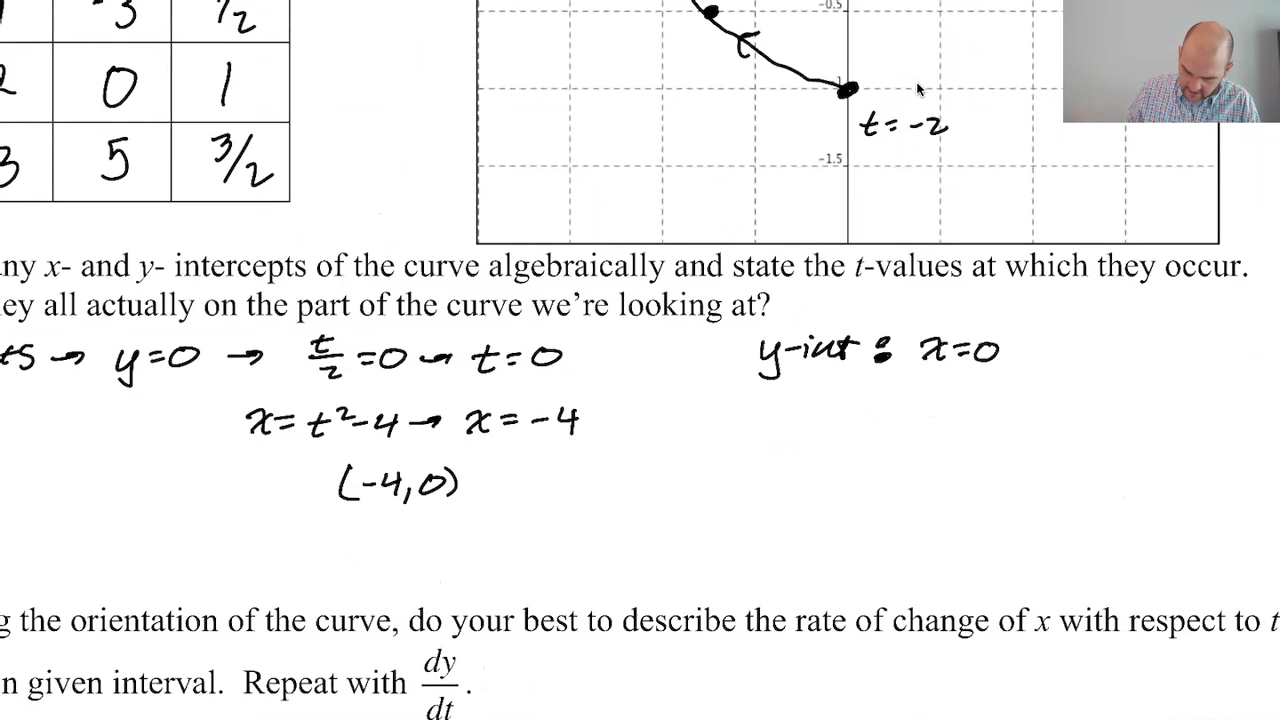 -3 1/2
-0.5
2 0 1
t = -2
3 5 3/2
-1.5
any x- and y- intercepts of the curve algebraically and state the t-values at which they occur.
ey all actually on the part of the curve we're looking at?
ts → y=0 → t/2 =0 → t=0
y-int : x=0
x= t²-4 → x = -4
(-4,0)
g the orientation of the curve, do your best to describe the rate of change of x with respect to t
n given interval. Repeat with dy/dt.